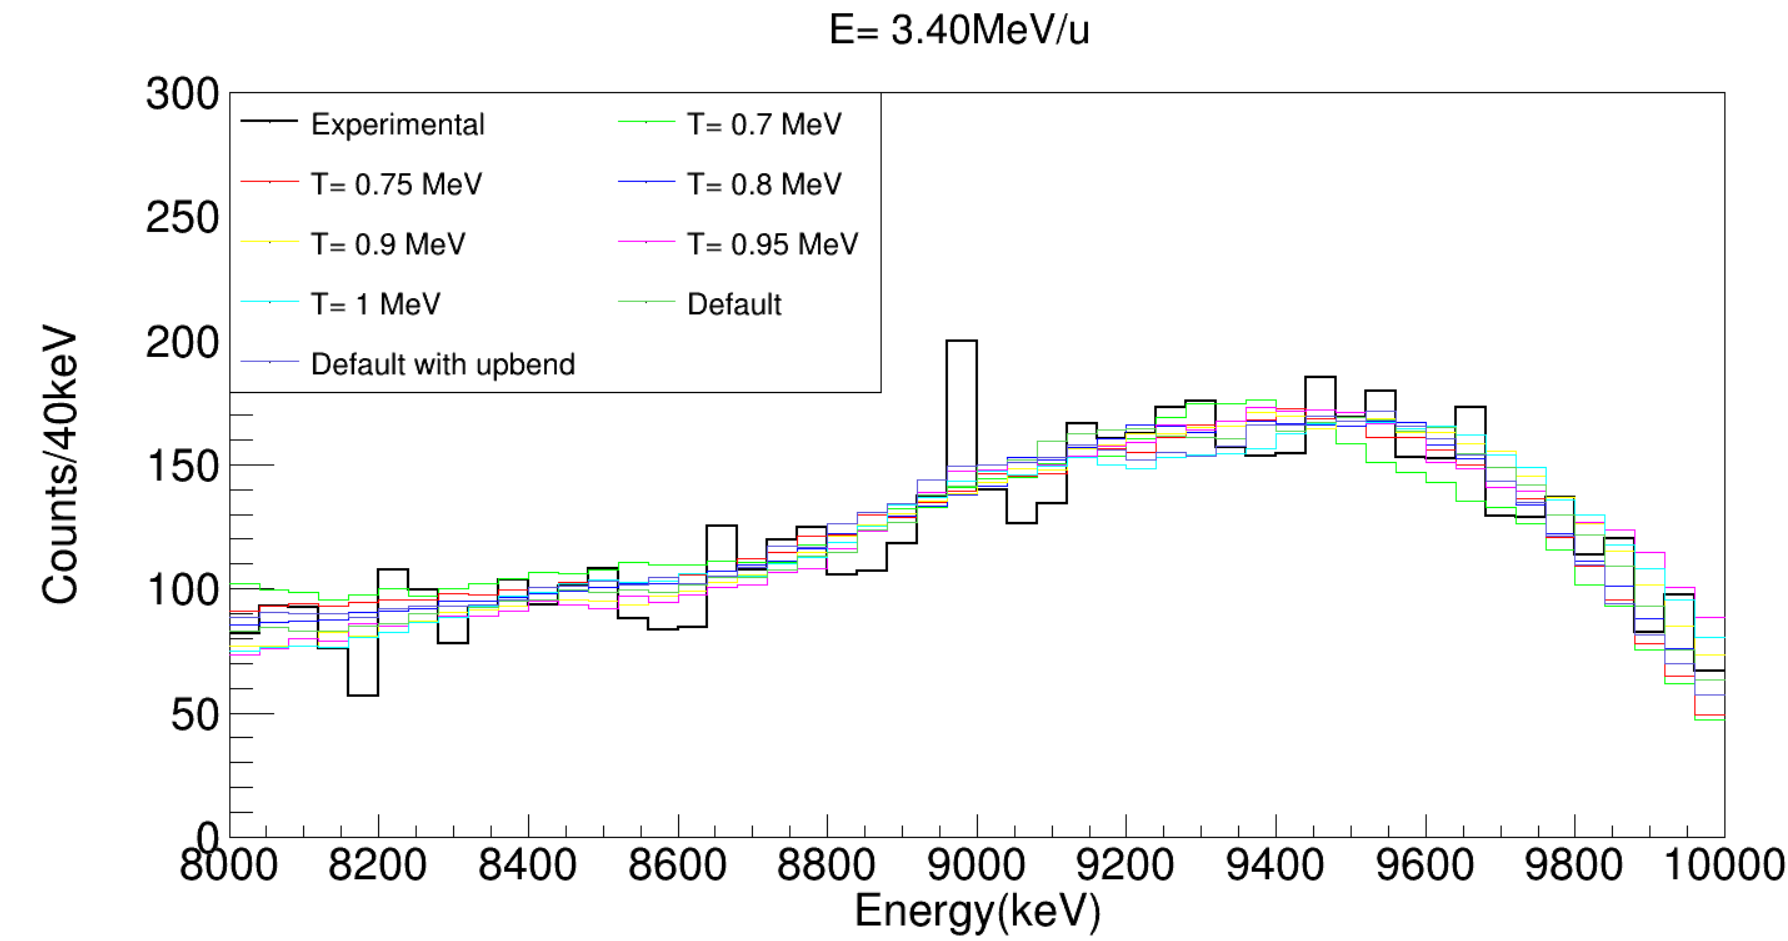 E= 3.40MeV/u
300
250
200
150
100
50
0
Counts/40keV
Experimental
T= 0.7 MeV
T= 0.75 MeV
T= 0.8 MeV
T= 0.9 MeV
T= 0.95 MeV
T= 1 MeV
Default
Default with upbend
8000 8200 8400 8600 8800 9000 9200 9400 9600 9800 10000
Energy(keV)